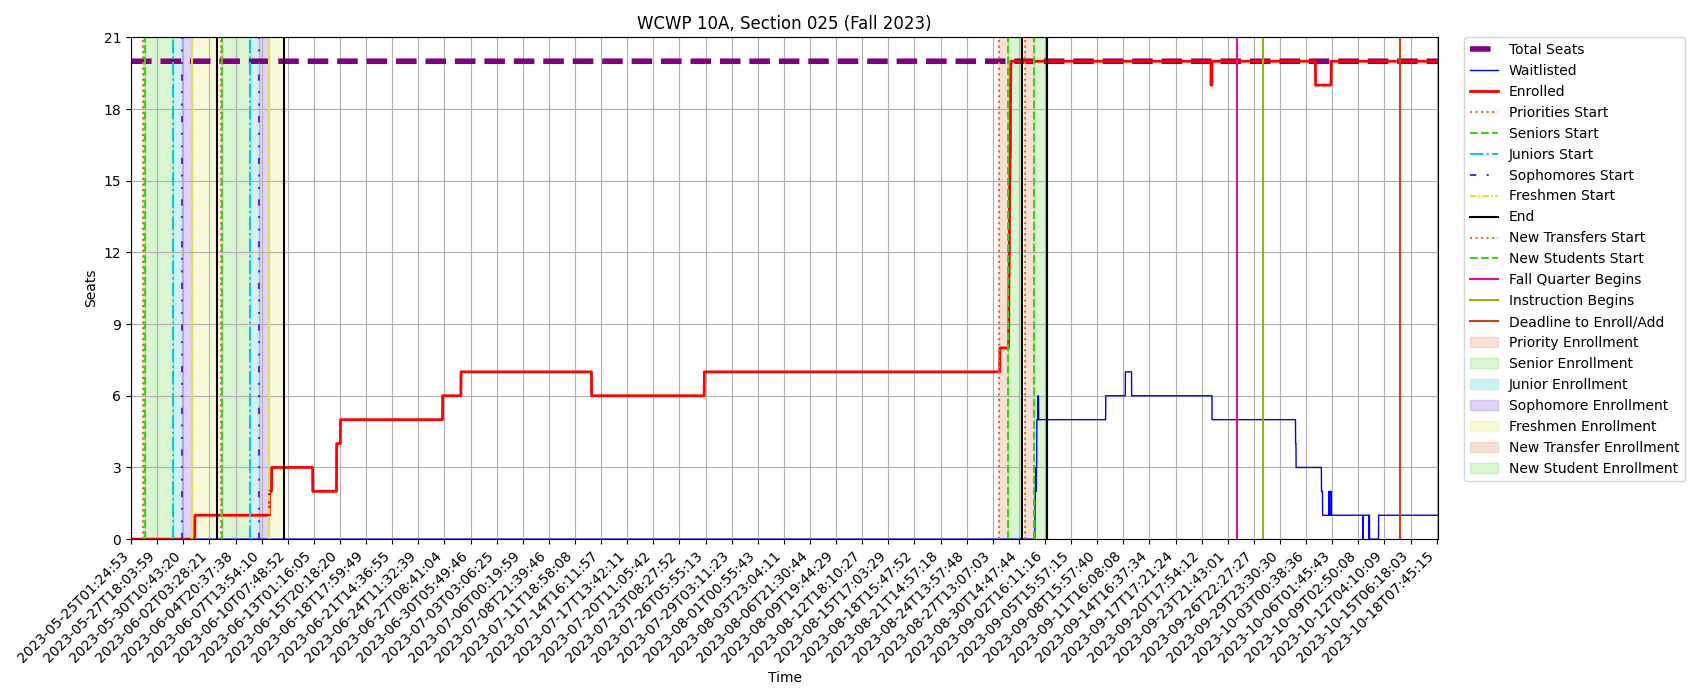 WCWP 10A, Section 025 (Fall 2023)
21
18
15
12
9
6
3
0
Seats
2023-05-25T01:24:53
2023-05-27T18:03:59
2023-05-30T10:43:20
2023-06-02T03:28:21
2023-06-04T20:37:38
2023-06-07T13:54:10
2023-06-10T07:48:52
2023-06-13T01:16:05
2023-06-15T20:18:20
2023-06-18T17:59:49
2023-06-21T14:36:55
2023-06-24T11:32:39
2023-06-27T08:41:04
2023-06-30T05:49:46
2023-07-03T03:06:25
2023-07-06T00:19:59
2023-07-08T21:39:46
2023-07-11T18:58:08
2023-07-14T16:11:57
2023-07-17T13:42:11
2023-07-20T11:05:42
2023-07-23T08:27:52
2023-07-26T05:55:13
2023-07-29T03:11:23
2023-08-01T00:55:43
2023-08-03T23:04:11
2023-08-06T21:30:44
2023-08-09T19:44:29
2023-08-12T18:10:27
2023-08-15T17:03:29
2023-08-18T15:47:52
2023-08-21T14:57:18
2023-08-24T13:57:48
2023-08-27T13:07:03
2023-08-30T14:47:44
2023-09-02T16:11:16
2023-09-05T15:57:15
2023-09-08T15:57:40
2023-09-11T16:08:08
2023-09-14T16:37:34
2023-09-17T17:21:24
2023-09-20T17:54:12
2023-09-23T21:43:01
2023-09-26T22:27:27
2023-09-29T23:30:30
2023-10-03T00:38:36
2023-10-06T01:45:43
2023-10-09T02:50:08
2023-10-12T04:10:09
2023-10-15T06:18:03
2023-10-18T07:45:15
Time
Total Seats
Waitlisted
Enrolled
Priorities Start
Seniors Start
Juniors Start
Sophomores Start
Freshmen Start
End
New Transfers Start
New Students Start
Fall Quarter Begins
Instruction Begins
Deadline to Enroll/Add
Priority Enrollment
Senior Enrollment
Junior Enrollment
Sophomore Enrollment
Freshmen Enrollment
New Transfer Enrollment
New Student Enrollment